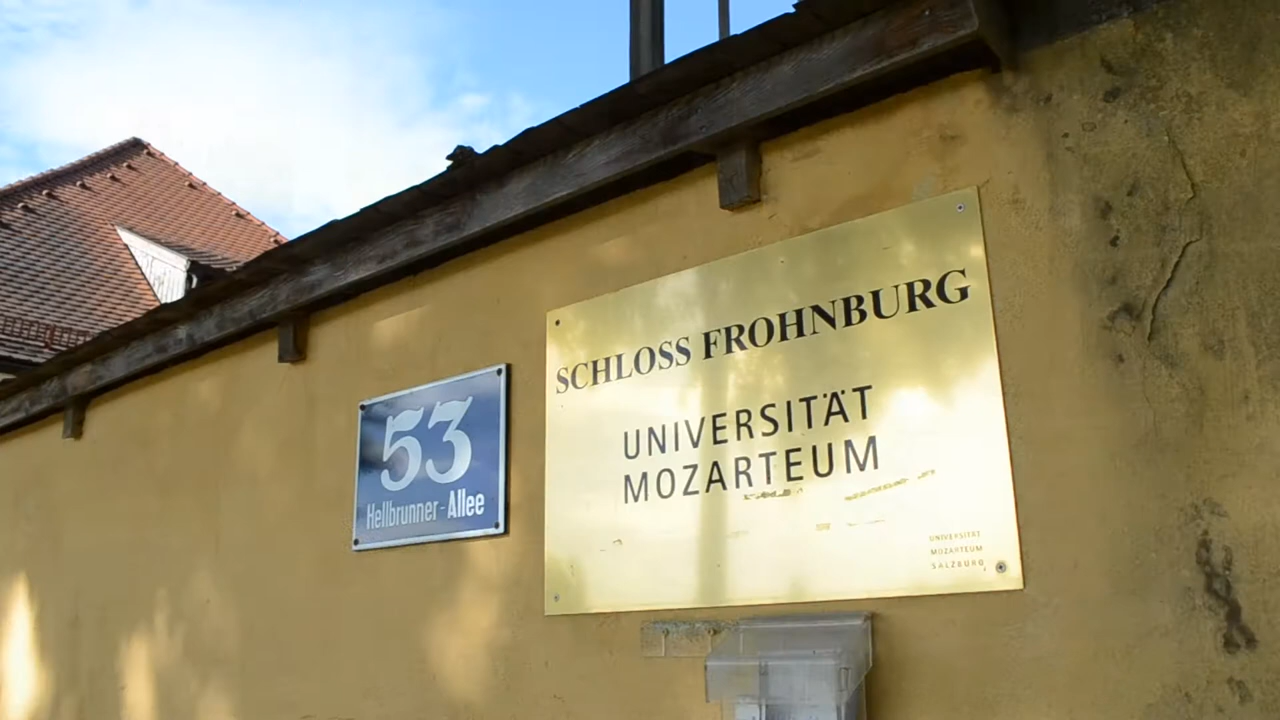 53
Hellbrunner-Allee
SCHLOSS FROHNBURG
UNIVERSITÄT
MOZARTEUM
UNIVERSITÄT
MOZARTEUM
SALZBURG